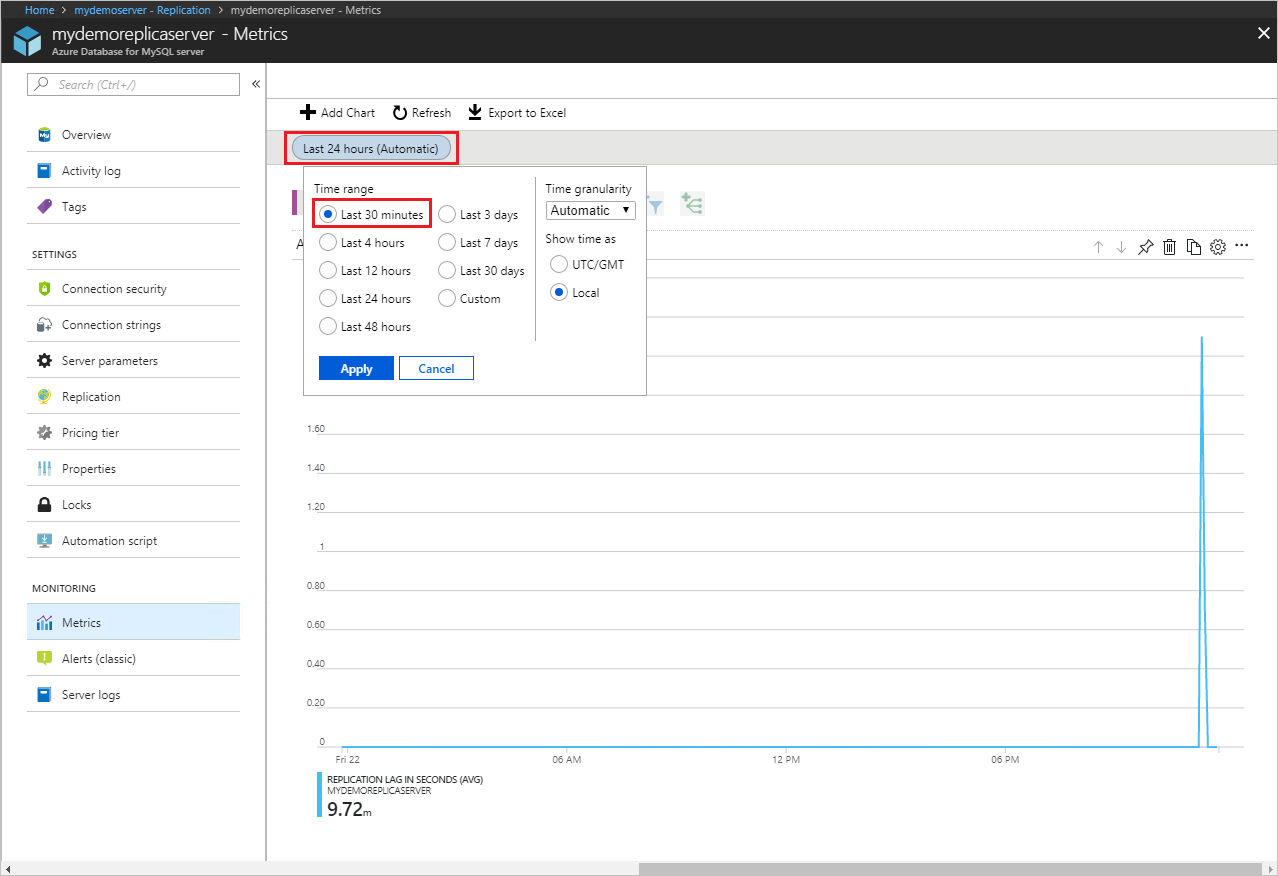 Home > mydemoserver - Replication > mydemoreplicaserver - Metrics
mydemoreplicaserver - Metrics
Azure Database for MySQL server
Search (Ctrl+/)
Overview
Activity log
Tags
SETTINGS
Connection security
Connection strings
Server parameters
Replication
Pricing tier
Properties
Locks
Automation script
MONITORING
Metrics
Alerts (classic)
Server logs
Add Chart Refresh Export to Excel
Last 24 hours (Automatic)
Time range
Last 30 minutes Last 3 days
Last 4 hours Last 7 days
Last 12 hours Last 30 days
Last 24 hours Custom
Last 48 hours
Time granularity
Automatic
Show time as
UTC/GMT
Local
Apply Cancel
1.60
1.40
1.20
1
0.80
0.60
0.40
0.20
0
Fri 22 06 AM 12 PM 06 PM
REPLICATION LAG IN SECONDS (AVG)
MYDEMOREPLICASERVER
9.72m